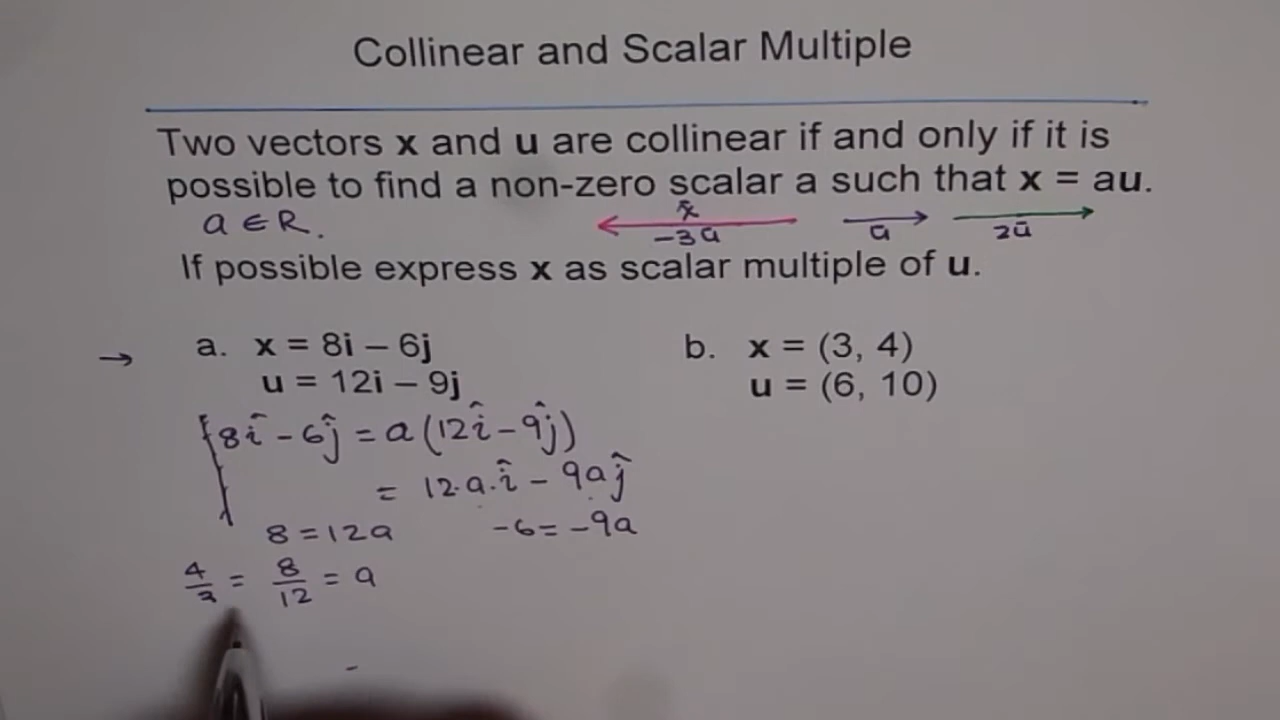 Collinear and Scalar Multiple
Two vectors x and u are collinear if and only if it is
possible to find a non-zero scalar a such that x = au.
a ∈ R.
x⃗
-3ū
ū
2ū
If possible express x as scalar multiple of u.
→ a. x = 8i – 6j
u = 12i – 9j
8î - 6ĵ = a(12î - 9ĵ)
= 12·a·î - 9aĵ
8 = 12a
-6 = -9a
4/3 = 8/12 = a
b. x = (3, 4)
u = (6, 10)